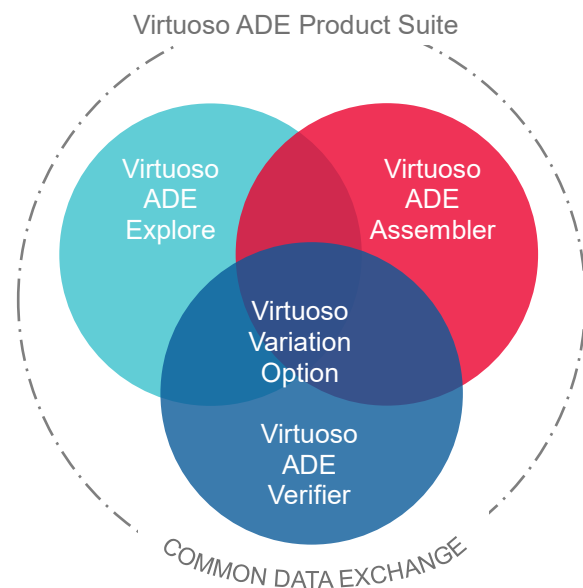 Virtuoso ADE Product Suite
Virtuoso
ADE
Explore
Virtuoso
ADE
Assembler
Virtuoso
Variation
Option
Virtuoso
ADE
Verifier
COMMON DATA EXCHANGE